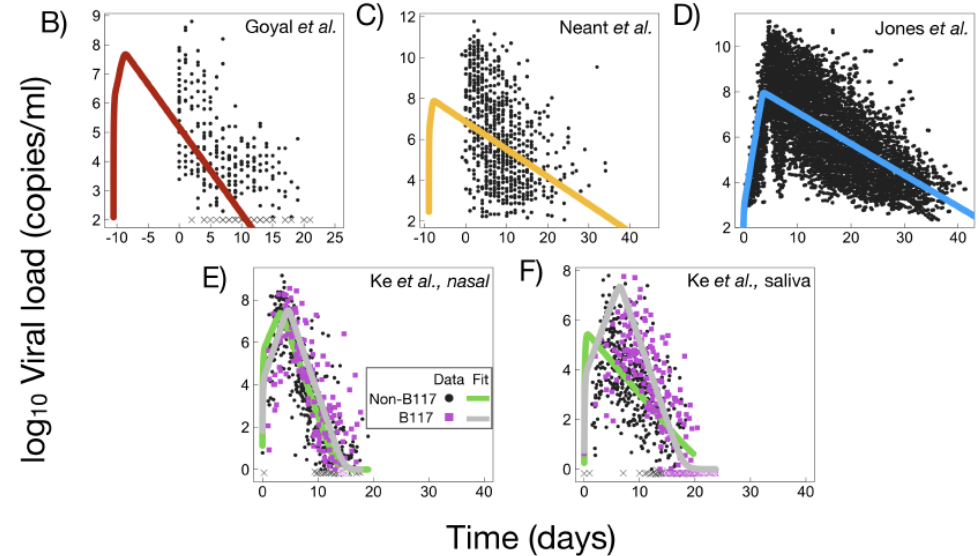 B)
Goyal et al.
9
8
7
6
5
4
3
2
-10 -5 0 5 10 15 20 25
C)
Neant et al.
12
10
8
6
4
2
-10 0 10 20 30 40
D)
Jones et al.
10
8
6
4
2
0 10 20 30 40
log10 Viral load (copies/ml)
E)
Ke et al., nasal
8
6
4
2
0
0 10 20 30 40
Data Fit
Non-B117
B117
F)
Ke et al., saliva
8
6
4
2
0
0 10 20 30 40
Time (days)